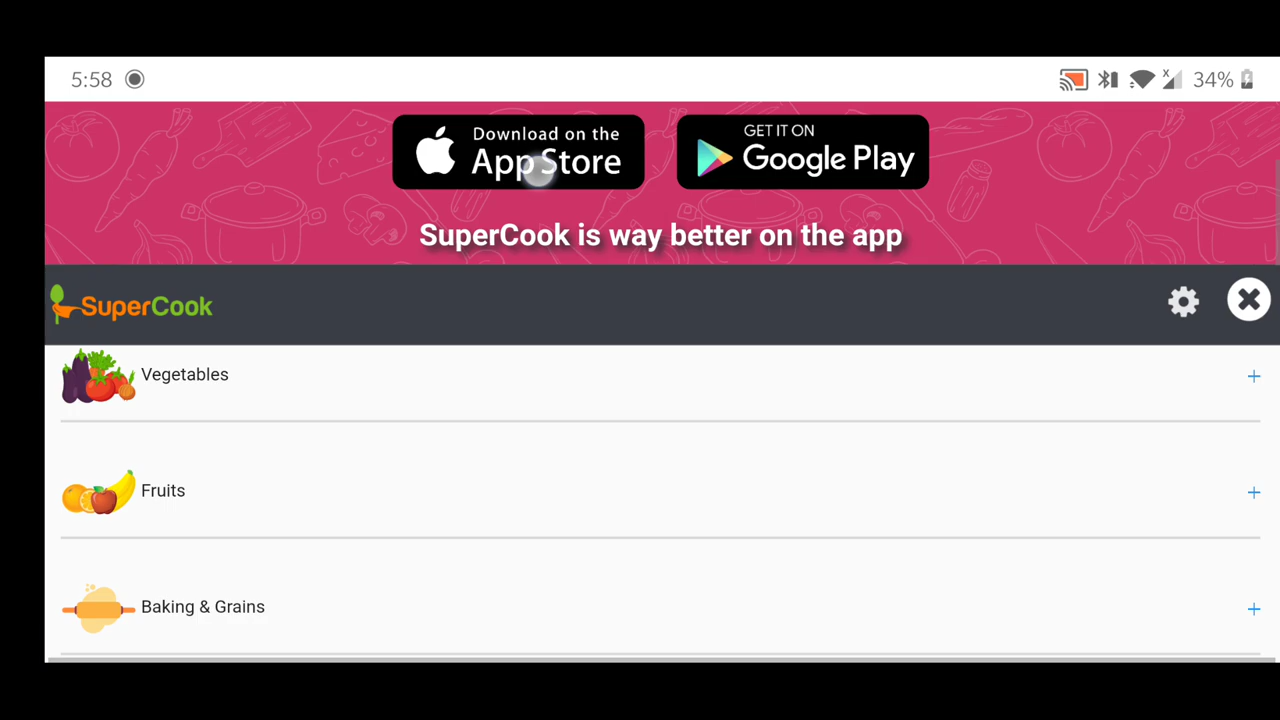 5:58
x
34%
Download on the
App Store
GET IT ON
Google Play
SuperCook is way better on the app
SuperCook
Vegetables
Fruits
Baking & Grains